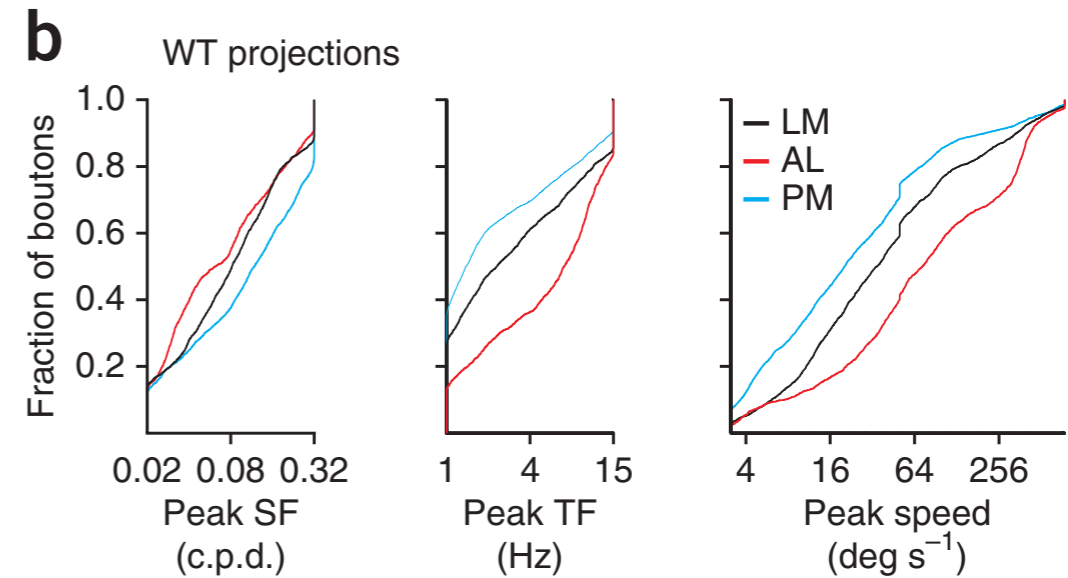 b
WT projections
Fraction of boutons
1.0
0.8
0.6
0.4
0.2
0.02 0.08 0.32
Peak SF
(c.p.d.)
1 4 15
Peak TF
(Hz)
LM
AL
PM
4 16 64 256
Peak speed
(deg s⁻¹)